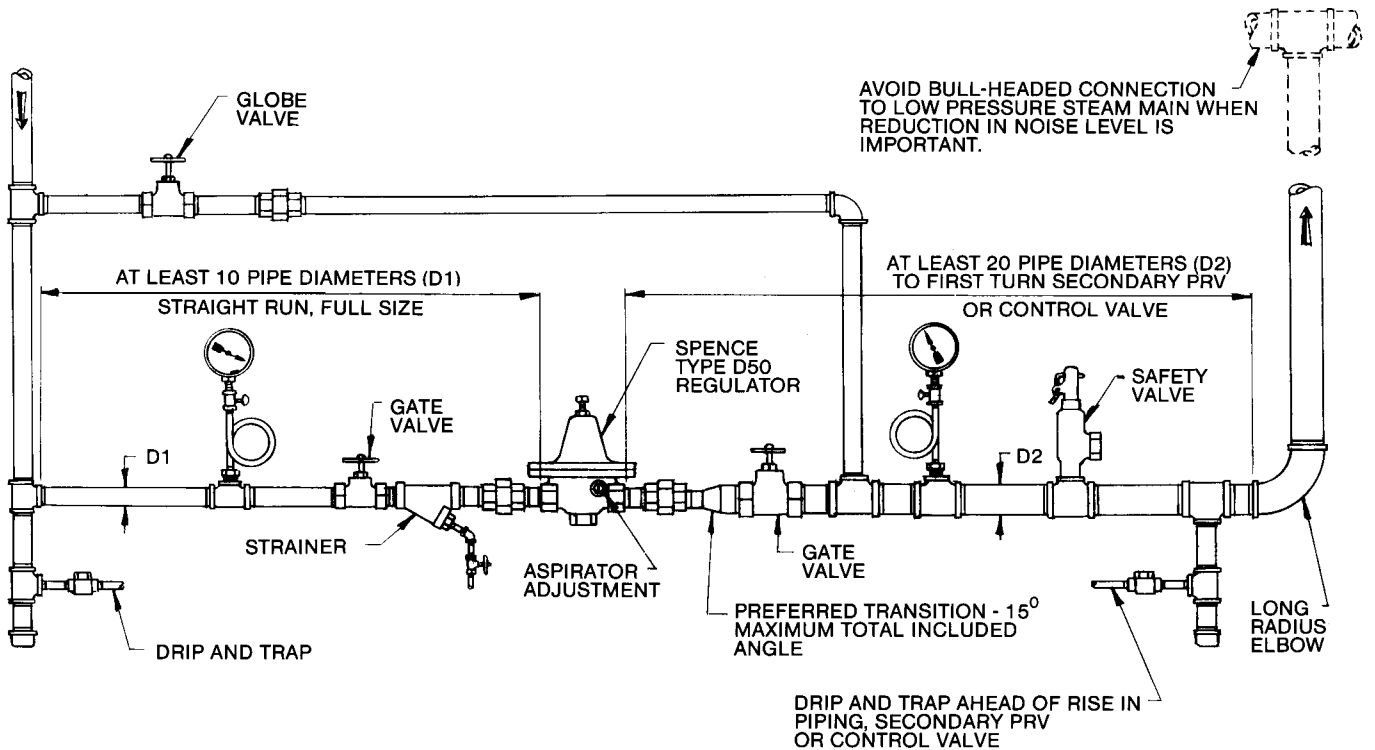 GLOBE
VALVE
AVOID BULL-HEADED CONNECTION
TO LOW PRESSURE STEAM MAIN WHEN
REDUCTION IN NOISE LEVEL IS
IMPORTANT.
AT LEAST 10 PIPE DIAMETERS (D1)
STRAIGHT RUN, FULL SIZE
AT LEAST 20 PIPE DIAMETERS (D2)
TO FIRST TURN SECONDARY PRV
OR CONTROL VALVE
SPENCE
TYPE D50
REGULATOR
SAFETY
VALVE
GATE
VALVE
D1
D2
STRAINER
ASPIRATOR
ADJUSTMENT
GATE
VALVE
PREFERRED TRANSITION - 15⁰
MAXIMUM TOTAL INCLUDED
ANGLE
LONG
RADIUS
ELBOW
DRIP AND TRAP
DRIP AND TRAP AHEAD OF RISE IN
PIPING, SECONDARY PRV
OR CONTROL VALVE